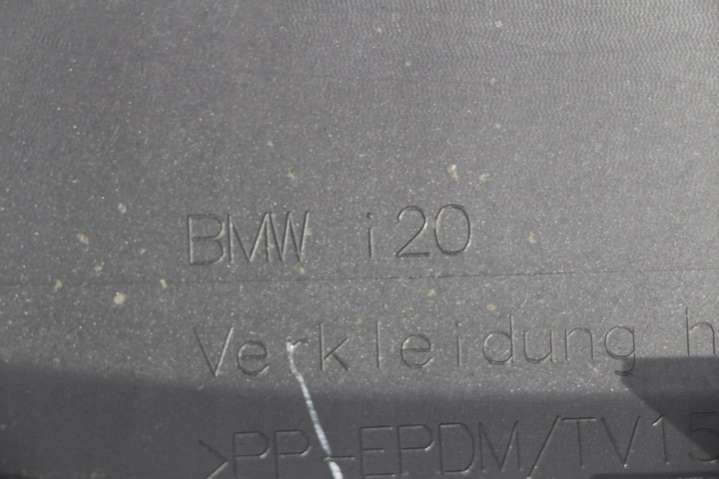 BMW i20
Verkleidung h
>PP-EPDM/TV15